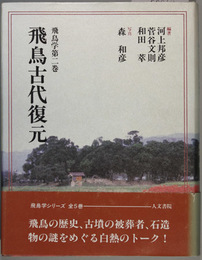 飛鳥学第二巻
飛鳥古代復元
編著
河上邦彦
菅谷文則
和田 萃
写真
森 和彦
飛鳥学シリーズ 全5巻
人文書院
飛鳥の歴史、古墳の被葬者、石造
物の謎をめぐる白熱のトーク！